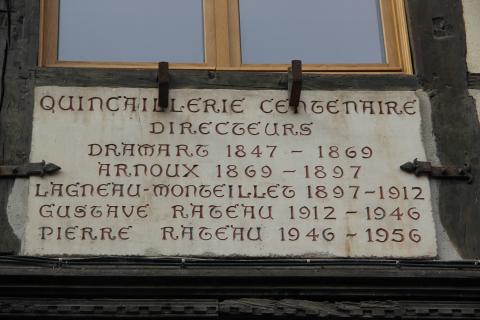 QUINCAILLERIE CENTENAIRE
DIRECTEURS
DRAMART 1847 - 1869
ARNOUX 1869 - 1897
LAGNEAU-MONTEILLET 1897-1912
GUSTAVE RATEAU 1912 - 1946
PIERRE RATEAU 1946 - 1956